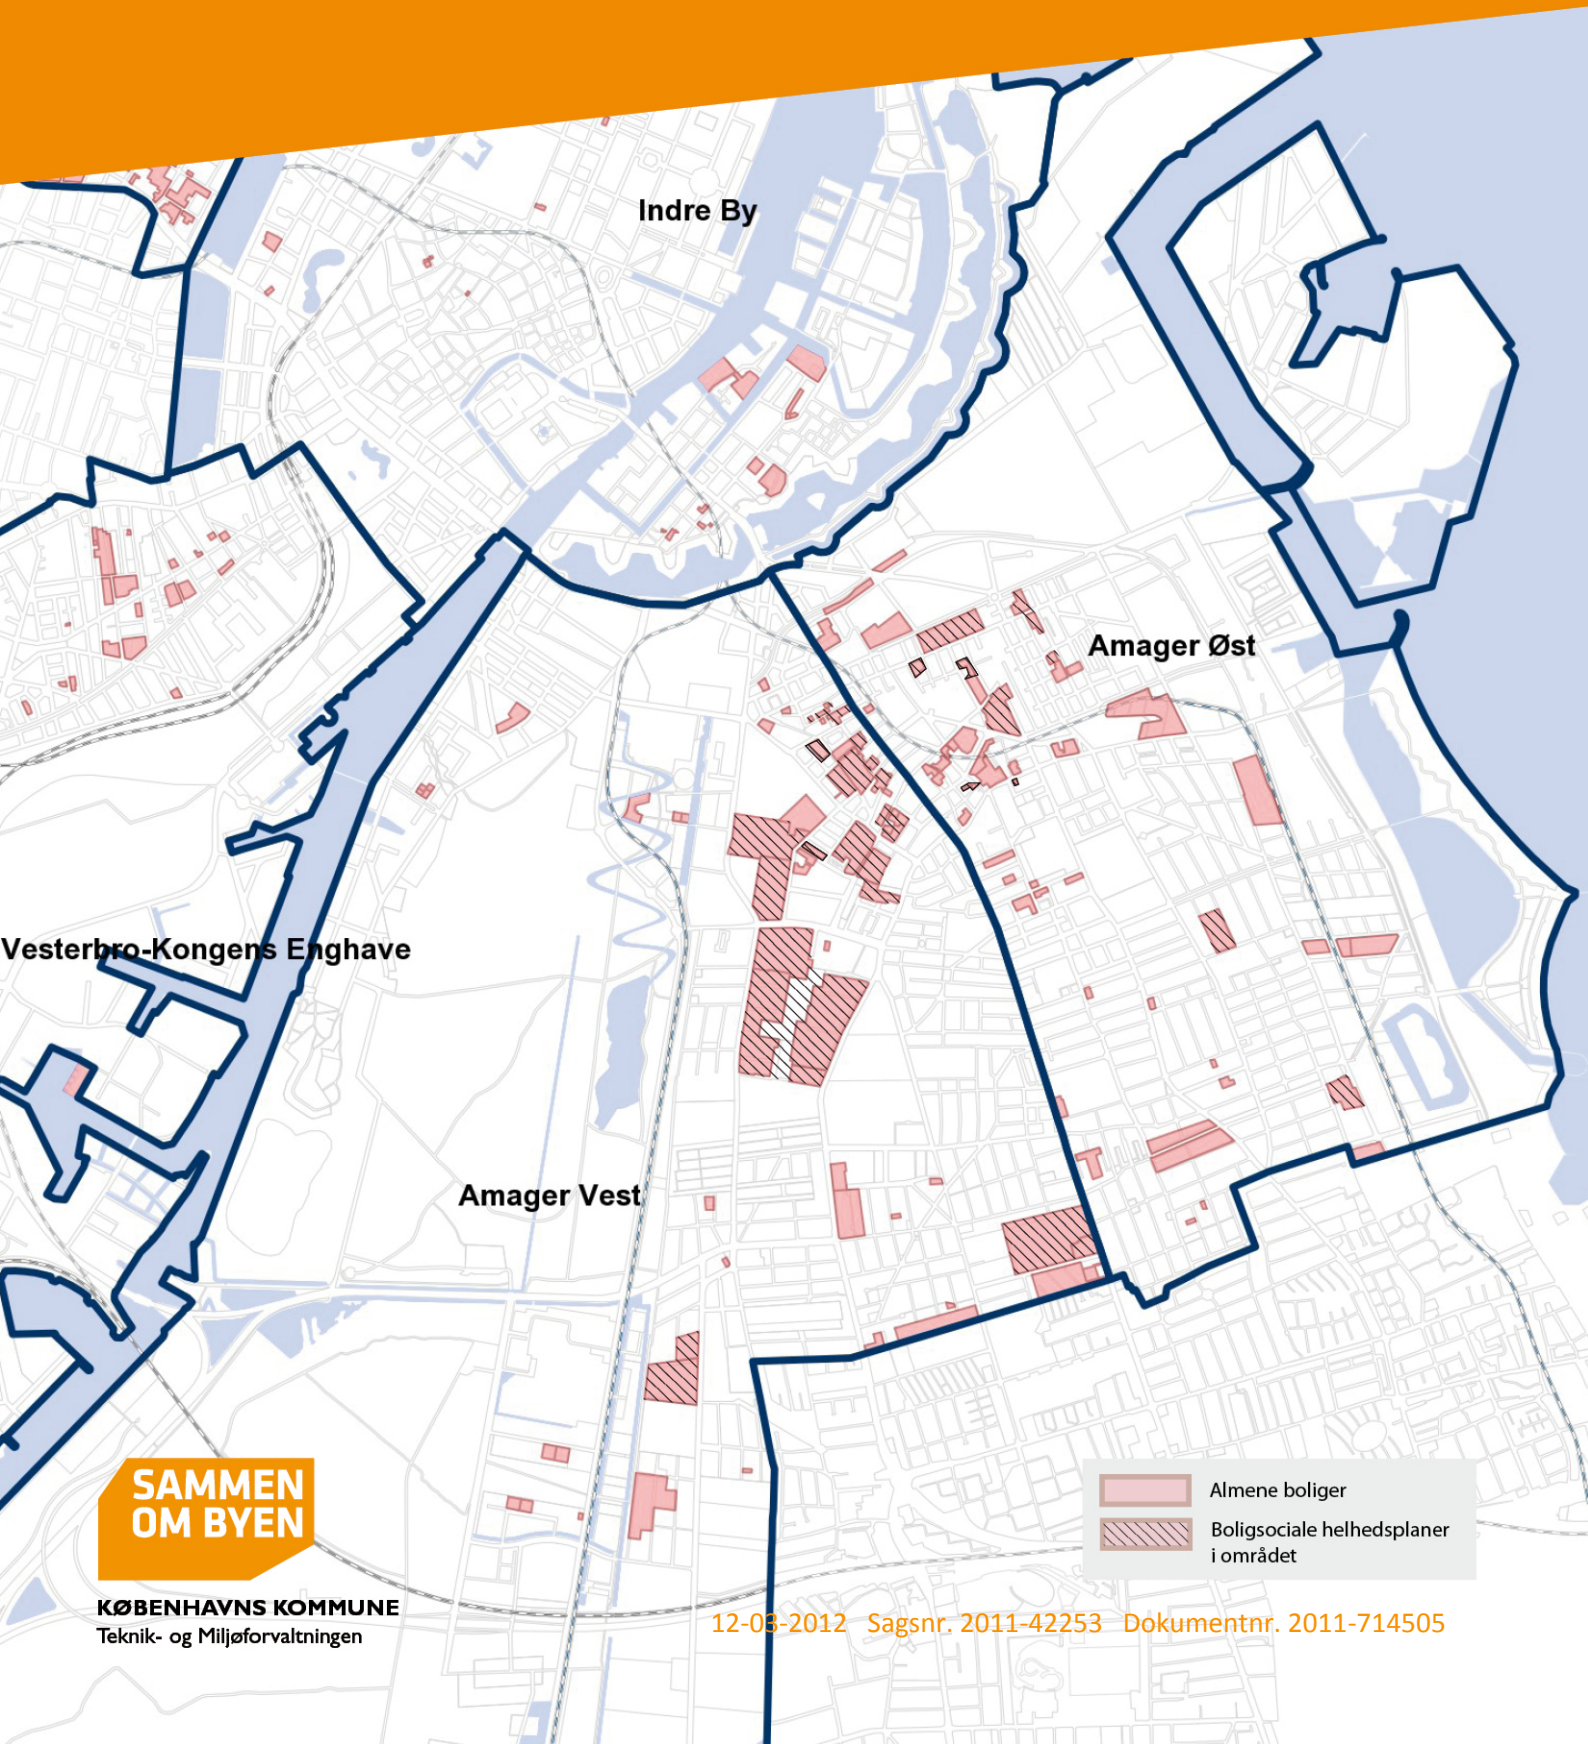 Indre By
Amager Øst
Vesterbro-Kongens Enghave
Amager Vest
SAMMEN
OM BYEN
KØBENHAVNS KOMMUNE
Teknik- og Miljøforvaltningen
Almene boliger
Boligsociale helhedsplaner
i området
12-03-2012 Sagsnr. 2011-42253 Dokumentnr. 2011-714505